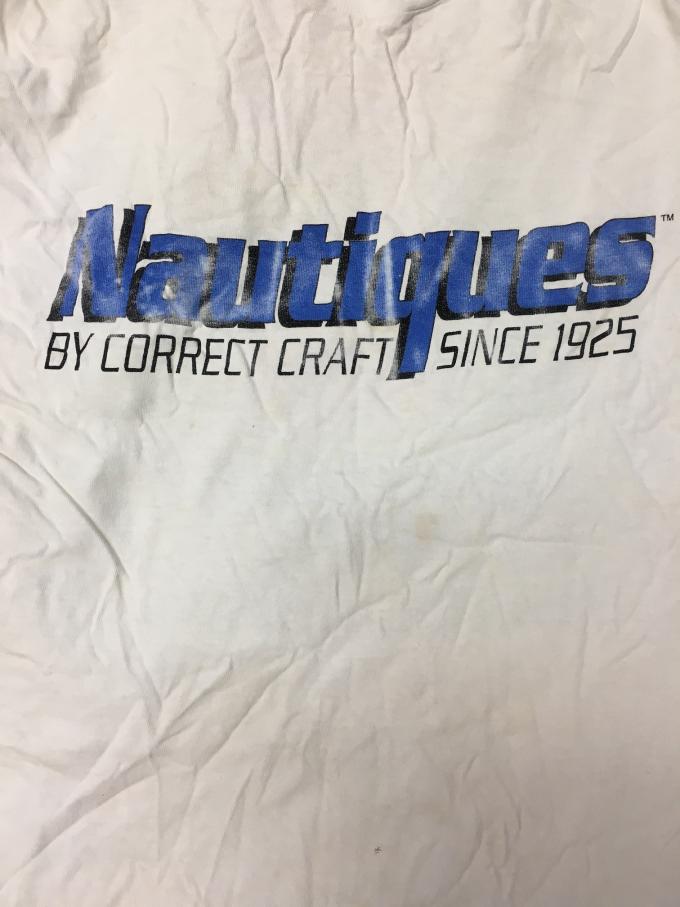 Nautiques™
BY CORRECT CRAFT SINCE 1925